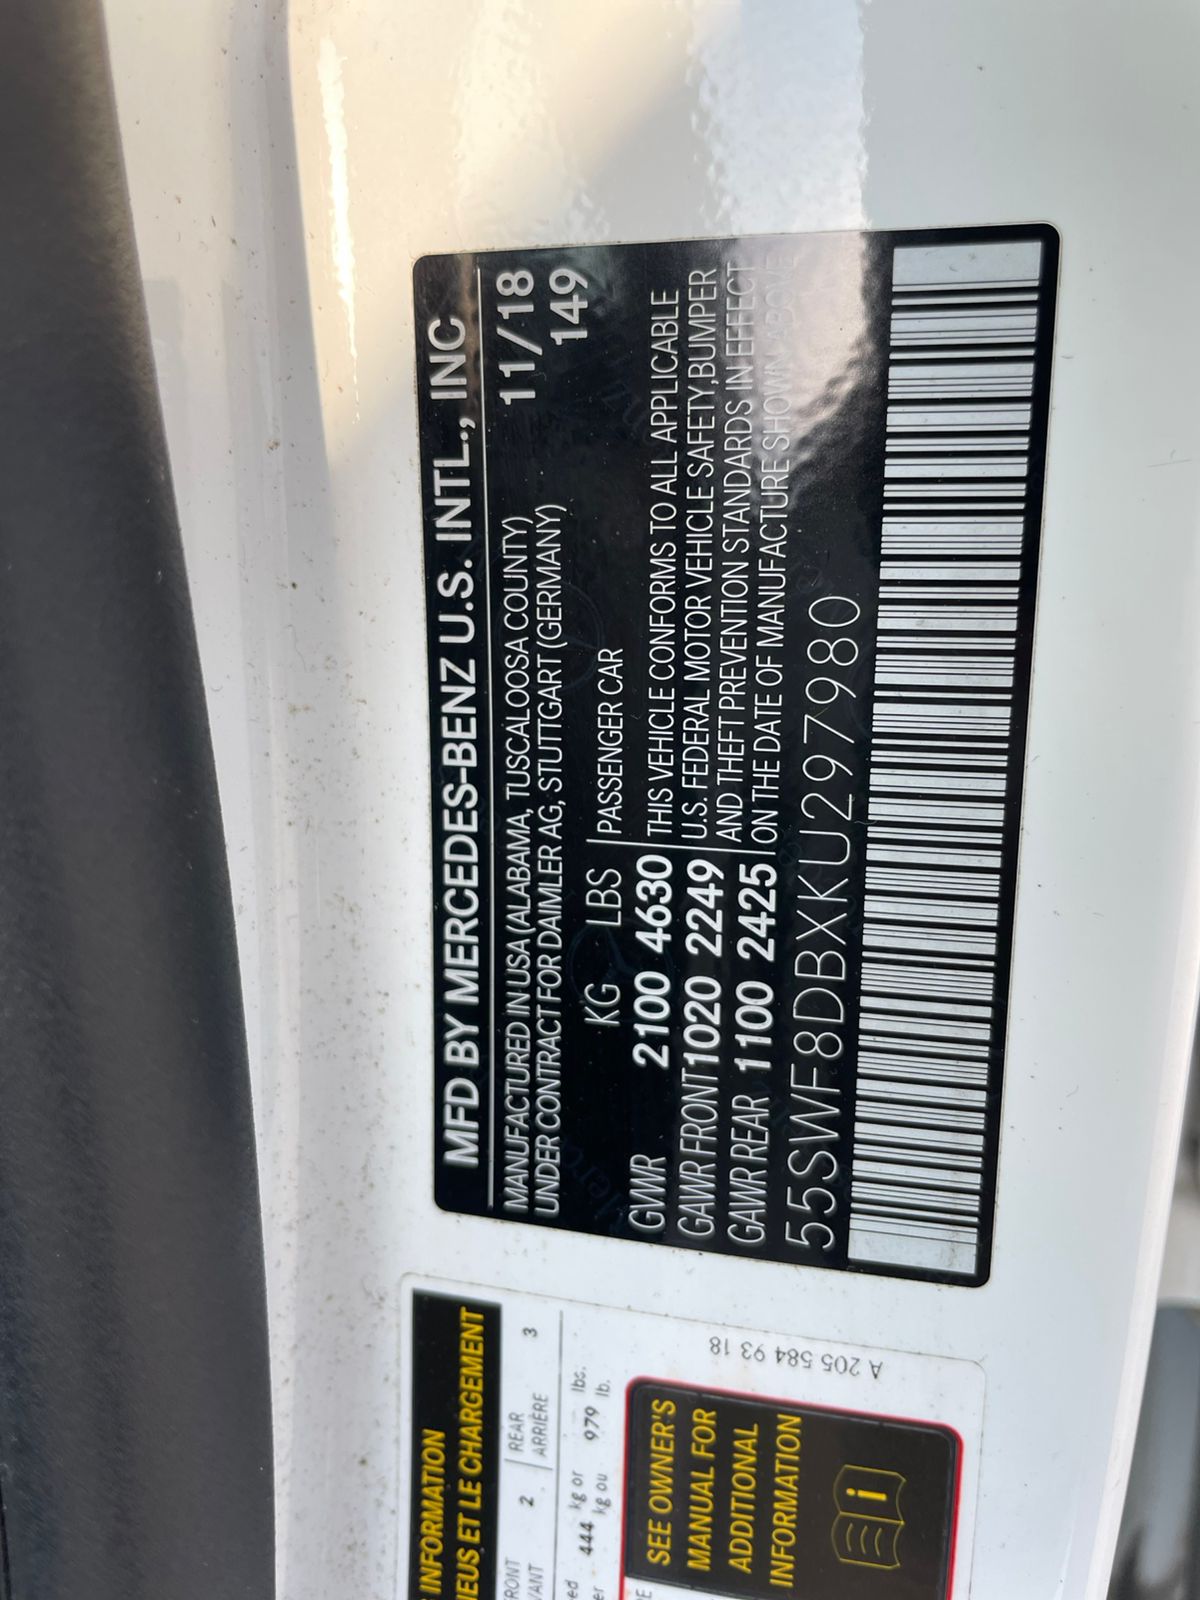 MFD BY MERCEDES-BENZ U.S. INTL., INC
MANUFACTURED IN USA (ALABAMA, TUSCALOOSA COUNTY) 11/18
UNDER CONTRACT FOR DAIMLER AG, STUTTGART (GERMANY) 149
KG LBS PASSENGER CAR
GVWR 2100 4630 THIS VEHICLE CONFORMS TO ALL APPLICABLE
GAWR FRONT 1020 2249 U.S. FEDERAL MOTOR VEHICLE SAFETY, BUMPER
GAWR REAR 1100 2425 AND THEFT PREVENTION STANDARDS IN EFFECT
ON THE DATE OF MANUFACTURE SHOWN ABOVE
55SWF8DBXKU297980
INFORMATION
ET LE CHARGEMENT
2 REAR 3
ARRIÈRE
444 kg or 979 lbs.
kg ou lb.
SEE OWNER'S
MANUAL FOR
ADDITIONAL
INFORMATION
i
A 205 584 93 18